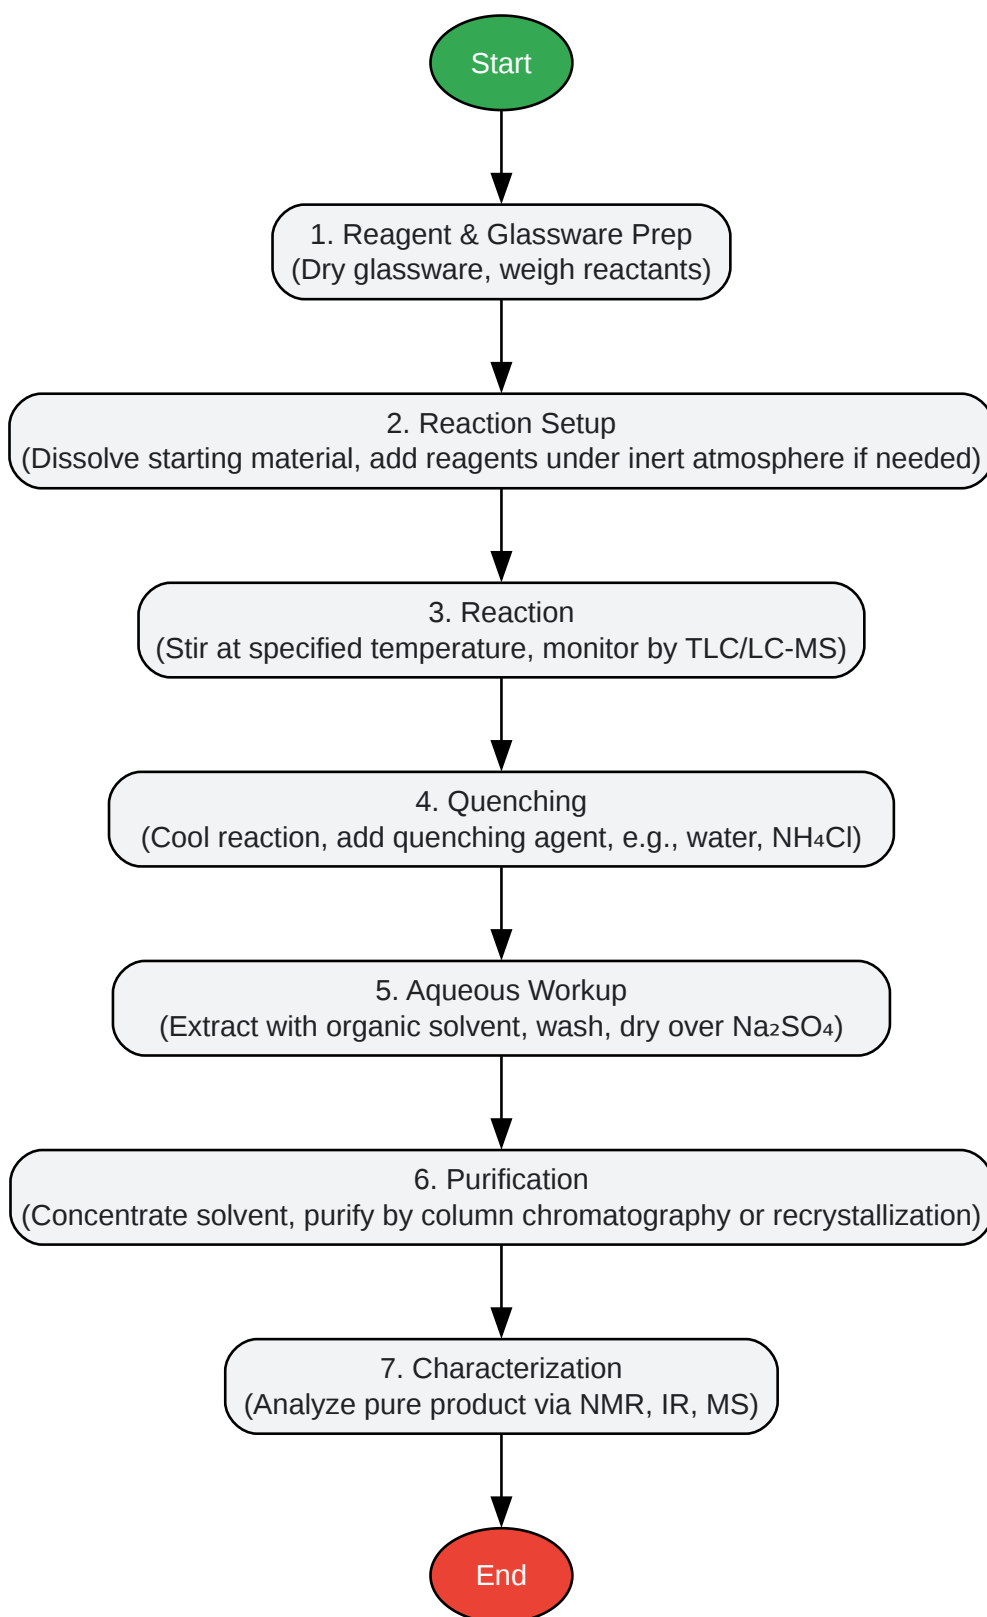 Start
1. Reagent & Glassware Prep
(Dry glassware, weigh reactants)
2. Reaction Setup
(Dissolve starting material, add reagents under inert atmosphere if needed)
3. Reaction
(Stir at specified temperature, monitor by TLC/LC-MS)
4. Quenching
(Cool reaction, add quenching agent, e.g., water, NH₄Cl)
5. Aqueous Workup
(Extract with organic solvent, wash, dry over Na₂SO₄)
6. Purification
(Concentrate solvent, purify by column chromatography or recrystallization)
7. Characterization
(Analyze pure product via NMR, IR, MS)
End